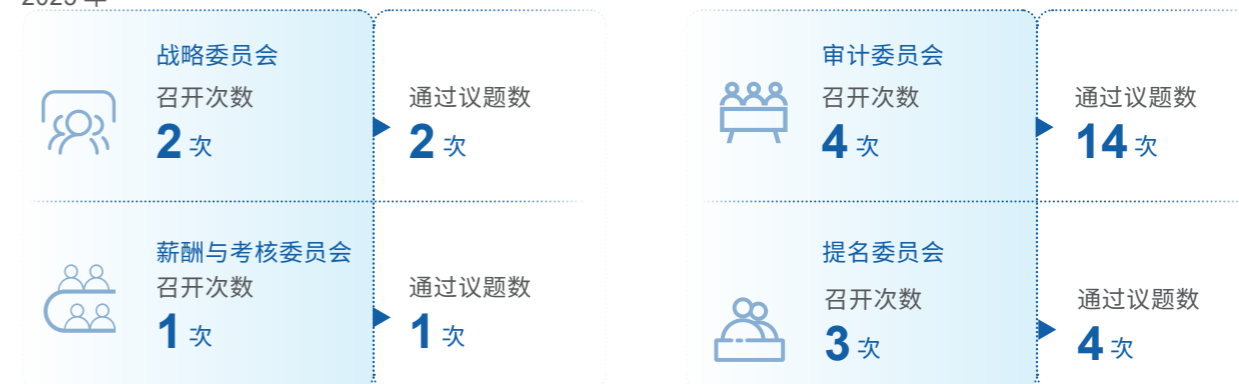 战略委员会
召开次数
2 次
通过议题数
2 次
审计委员会
召开次数
4 次
通过议题数
14 次
薪酬与考核委员会
召开次数
1 次
通过议题数
1 次
提名委员会
召开次数
3 次
通过议题数
4 次